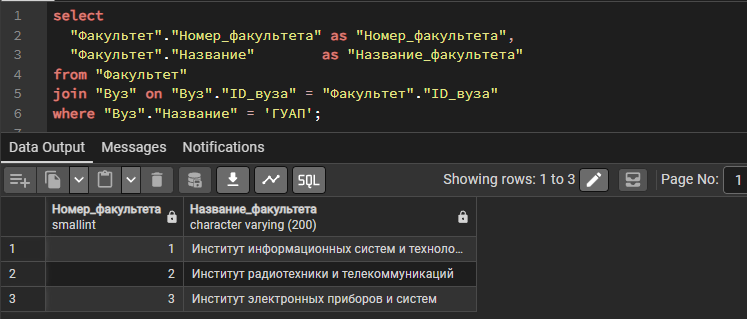 1 select
2 "Факультет"."Номер_факультета" as "Номер_факультета",
3 "Факультет"."Название" as "Название_факультета"
4 from "Факультет"
5 join "Вуз" on "Вуз"."ID_вуза" = "Факультет"."ID_вуза"
6 where "Вуз"."Название" = 'ГУАП';
7
Data Output Messages Notifications
SQL Showing rows: 1 to 3 Page No: 1
Номер_факультета Название_факультета
smallint character varying (200)
1 1 Институт информационных систем и техноло...
2 2 Институт радиотехники и телекоммуникаций
3 3 Институт электронных приборов и систем